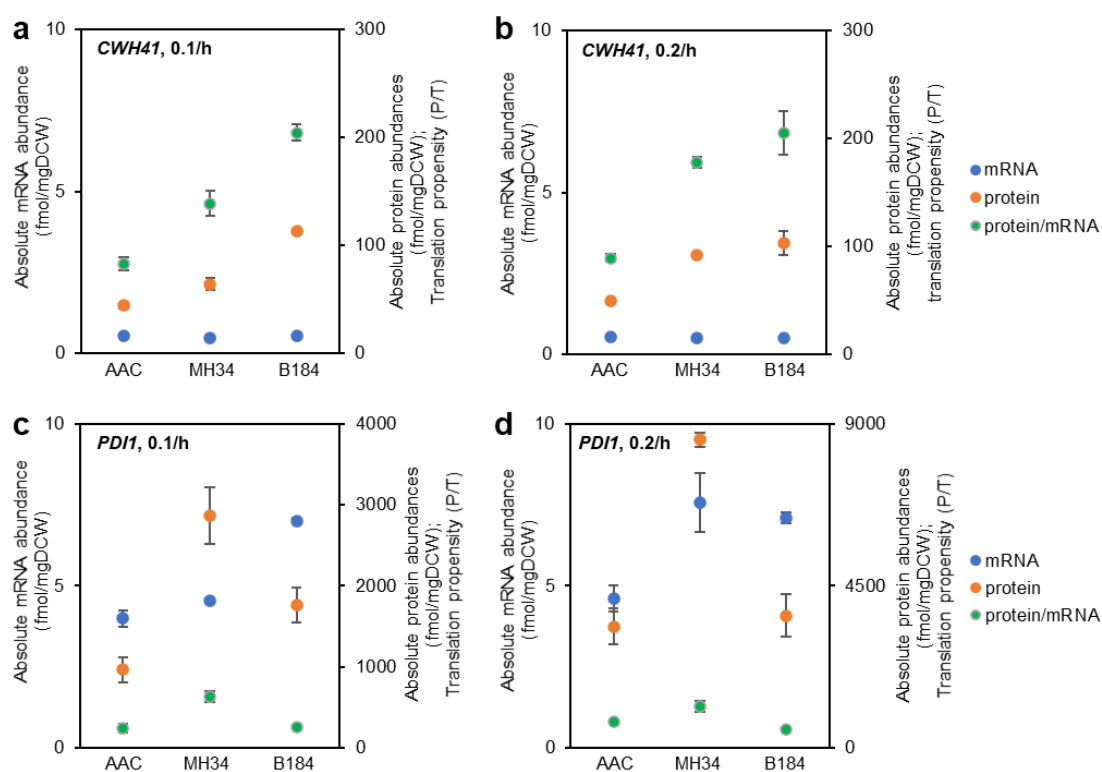 a
CWH41, 0.1/h
Absolute mRNA abundance
(fmol/mgDCW)
10
5
0
300
200
100
0
Absolute protein abundances
(fmol/mgDCW);
Translation propensity (P/T)
AAC MH34 B184
b
CWH41, 0.2/h
Absolute mRNA abundance
(fmol/mgDCW)
10
5
0
300
200
100
0
Absolute protein abundances
(fmol/mgDCW);
translation propensity (P/T)
AAC MH34 B184
mRNA
protein
protein/mRNA
c
PDI1, 0.1/h
Absolute mRNA abundance
(fmol/mgDCW)
10
5
0
4000
3000
2000
1000
0
Absolute protein abundances
(fmol/mgDCW);
Translation propensity (P/T)
AAC MH34 B184
d
PDI1, 0.2/h
Absolute mRNA abundance
(fmol/mgDCW)
10
5
0
9000
4500
0
Absolute protein abundances
(fmol/mgDCW);
Translation propensity (P/T)
AAC MH34 B184
mRNA
protein
protein/mRNA